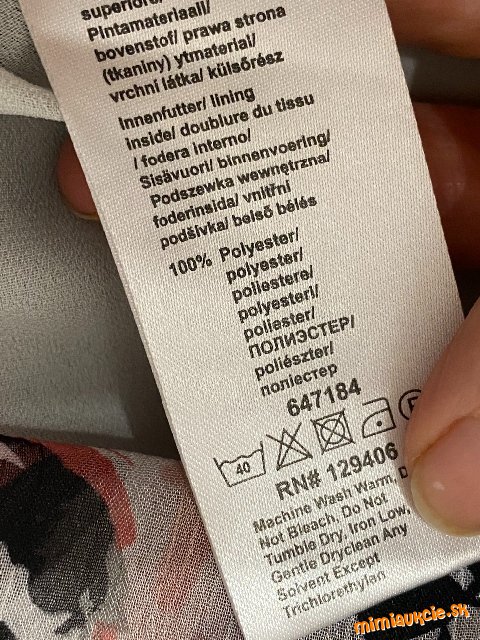 superiore/
Pintamateriaali/
bovenstof/ prawa strona
(tkaniny) ytmaterial/
vrchní látka/ külsőrész
Innenfutter/ lining
inside/ doublure du tissu
/ fodera interno/
Sisävuori/ binnenvoering/
Podszewka wewnętrzna/
foderinsida/ vnitřní
podšívka/ belső bélés
100% Polyester/
polyester/
poliestere/
polyesteri/
poliester/
ПОЛИЭСТЕР/
poliészter/
поліестер
647184
40
RN# 129406
Machine Wash Warm, D
Not Bleach, Do Not
Tumble Dry, Iron Low,
Gentle Dryclean Any
Solvent Except
Trichlorethylan
mimiaukcie.sk